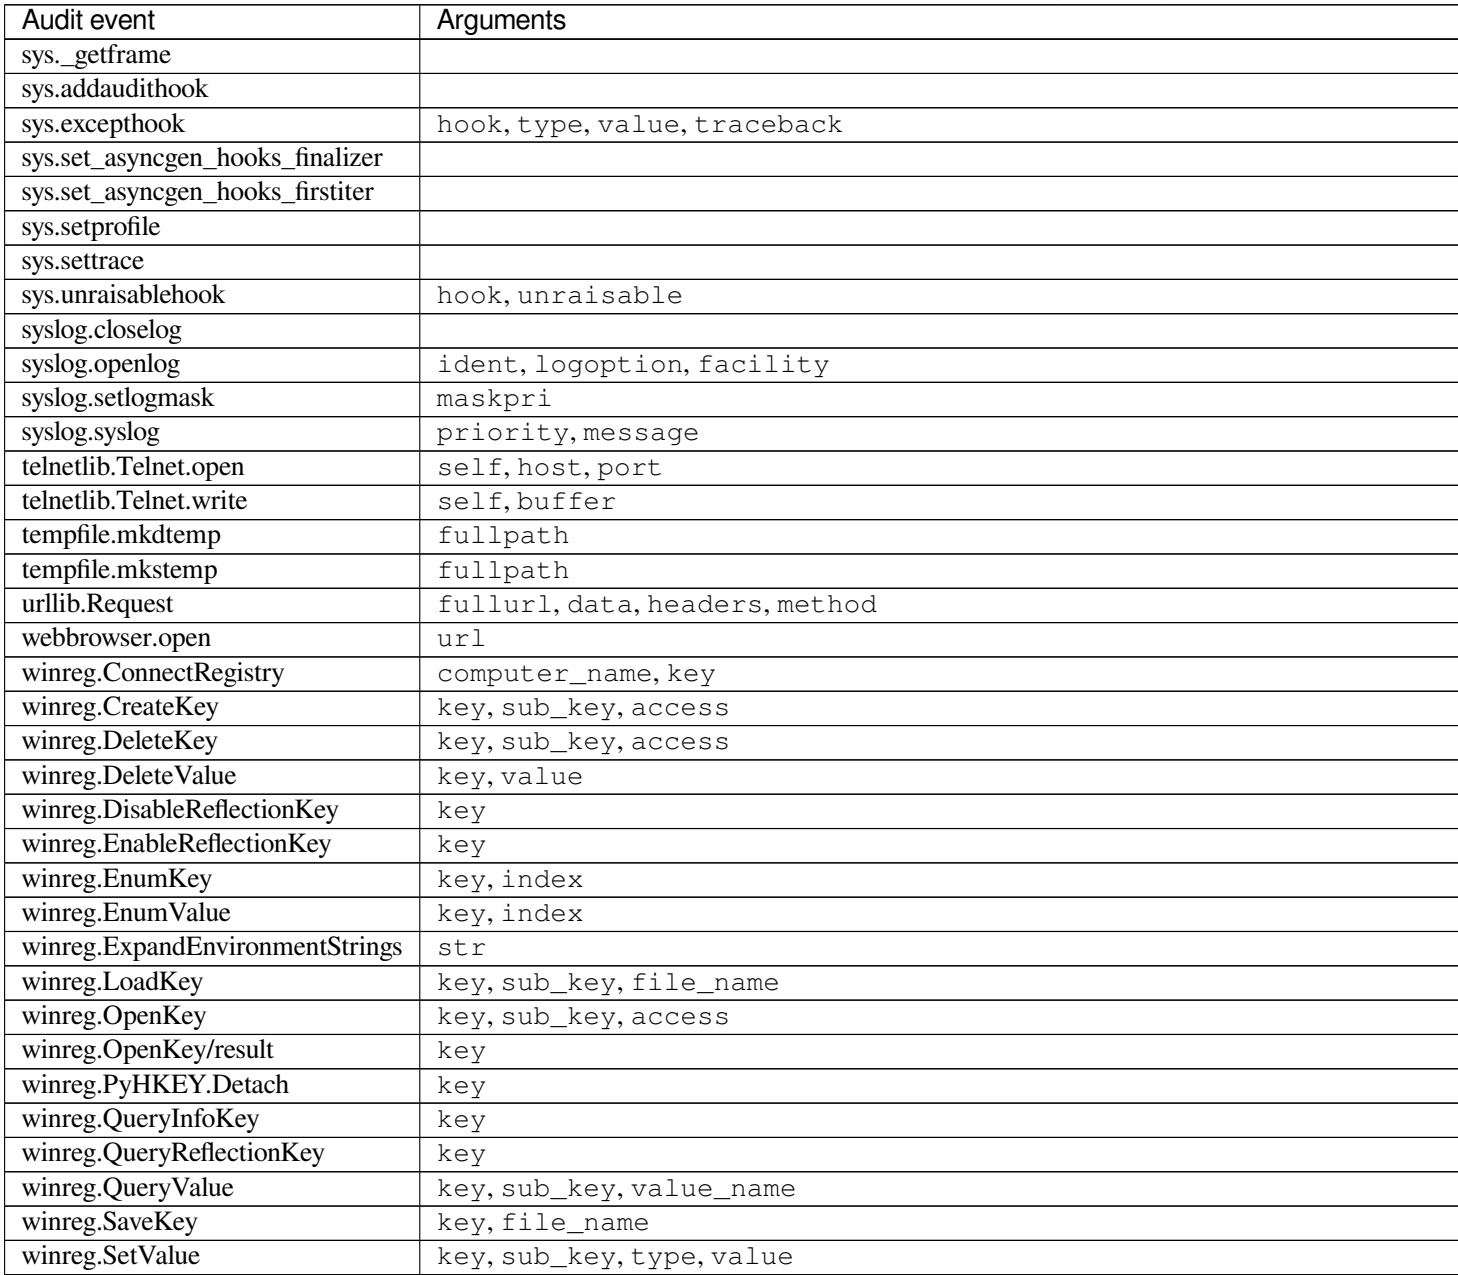 Audit event Arguments
sys._getframe
sys.addaudithook
sys.excepthook hook, type, value, traceback
sys.set_asyncgen_hooks_finalizer
sys.set_asyncgen_hooks_firstiter
sys.setprofile
sys.settrace
sys.unraisablehook hook, unraisable
syslog.closelog
syslog.openlog ident, logoption, facility
syslog.setlogmask maskpri
syslog.syslog priority, message
telnetlib.Telnet.open self, host, port
telnetlib.Telnet.write self, buffer
tempfile.mkdtemp fullpath
tempfile.mkstemp fullpath
urllib.Request fullurl, data, headers, method
webbrowser.open url
winreg.ConnectRegistry computer_name, key
winreg.CreateKey key, sub_key, access
winreg.DeleteKey key, sub_key, access
winreg.DeleteValue key, value
winreg.DisableReflectionKey key
winreg.EnableReflectionKey key
winreg.EnumKey key, index
winreg.EnumValue key, index
winreg.ExpandEnvironmentStrings str
winreg.LoadKey key, sub_key, file_name
winreg.OpenKey key, sub_key, access
winreg.OpenKey/result key
winreg.PyHKEY.Detach key
winreg.QueryInfoKey key
winreg.QueryReflectionKey key
winreg.QueryValue key, sub_key, value_name
winreg.SaveKey key, file_name
winreg.SetValue key, sub_key, type, value